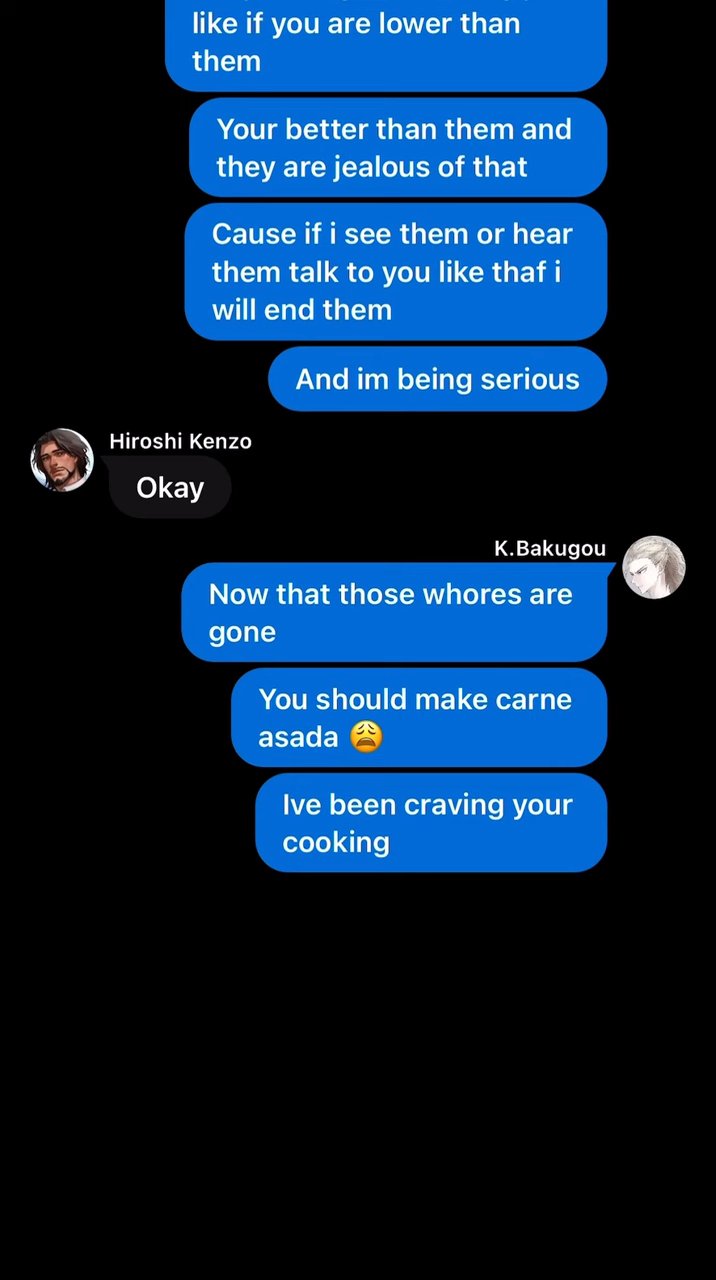 like if you are lower than
them
Your better than them and
they are jealous of that
Cause if i see them or hear
them talk to you like thaf i
will end them
And im being serious
Hiroshi Kenzo
Okay
K.Bakugou
Now that those whores are
gone
You should make carne
asada 😩
Ive been craving your
cooking